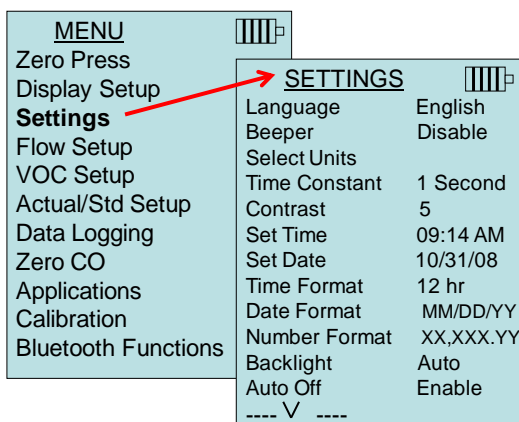 MENU
Zero Press
Display Setup
Settings
Flow Setup
VOC Setup
Actual/Std Setup
Data Logging
Zero CO
Applications
Calibration
Bluetooth Functions
SETTINGS
Language English
Beeper Disable
Select Units
Time Constant 1 Second
Contrast 5
Set Time 09:14 AM
Set Date 10/31/08
Time Format 12 hr
Date Format MM/DD/YY
Number Format XX,XXX.YY
Backlight Auto
Auto Off Enable
---- V ----